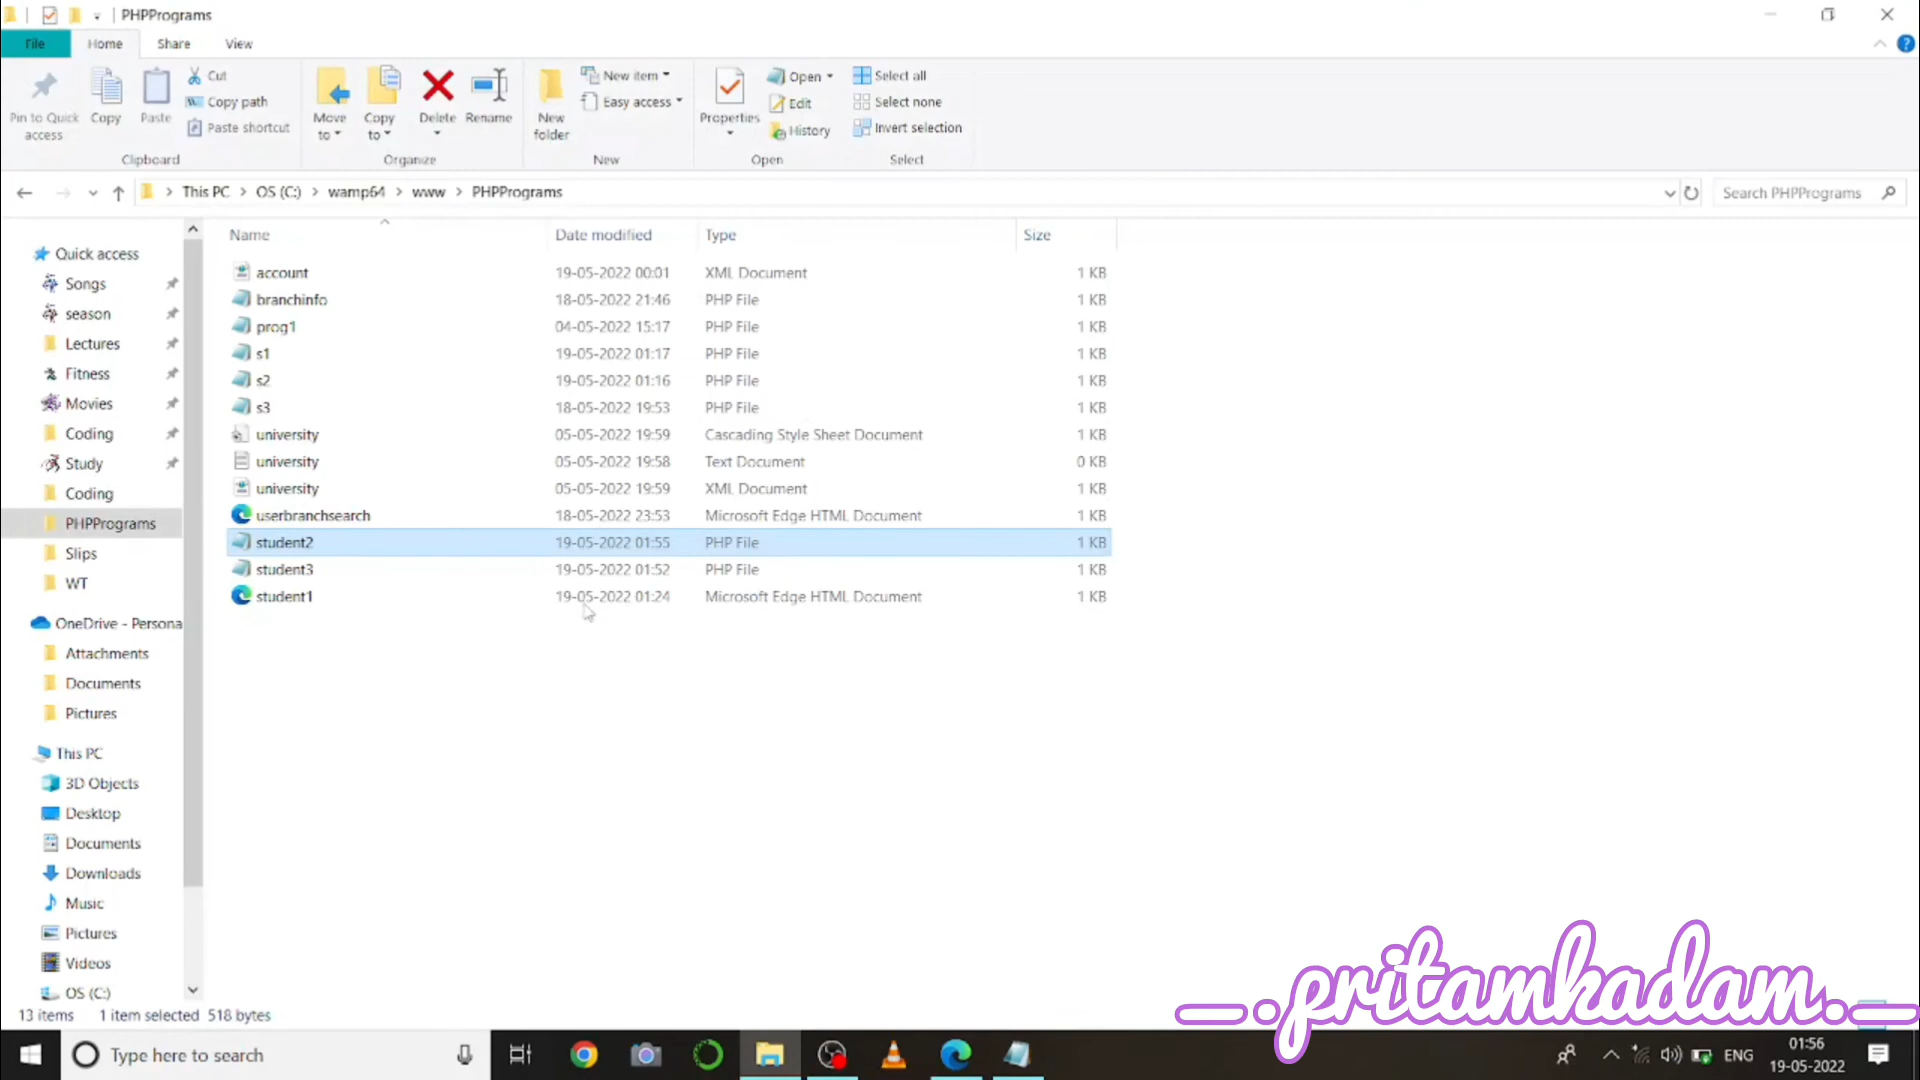 PHPPrograms
File Home Share View
Pin to Quick access
Copy
Paste
Cut
Copy path
Paste shortcut
Clipboard
Move to
Copy to
Delete
Rename
Organize
New folder
New item
Easy access
New
Properties
Open
Edit
History
Open
Select all
Select none
Invert selection
Select
This PC > OS (C:) > wamp64 > www > PHPPrograms
Search PHPPrograms
Name Date modified Type Size
account 19-05-2022 00:01 XML Document 1 KB
branchinfo 18-05-2022 21:46 PHP File 1 KB
prog1 04-05-2022 15:17 PHP File 1 KB
s1 19-05-2022 01:17 PHP File 1 KB
s2 19-05-2022 01:16 PHP File 1 KB
s3 18-05-2022 19:53 PHP File 1 KB
university 05-05-2022 19:59 Cascading Style Sheet Document 1 KB
university 05-05-2022 19:58 Text Document 0 KB
university 05-05-2022 19:59 XML Document 1 KB
userbranchsearch 18-05-2022 23:53 Microsoft Edge HTML Document 1 KB
student2 19-05-2022 01:55 PHP File 1 KB
student3 19-05-2022 01:52 PHP File 1 KB
student1 19-05-2022 01:24 Microsoft Edge HTML Document 1 KB
Quick access
Songs
season
Lectures
Fitness
Movies
Coding
Study
Coding
PHPPrograms
Slips
WT
OneDrive - Persona
Attachments
Documents
Pictures
This PC
3D Objects
Desktop
Documents
Downloads
Music
Pictures
Videos
OS (C:)
13 items 1 item selected 518 bytes
_.pritamkadam._
Type here to search
ENG
01:56
19-05-2022